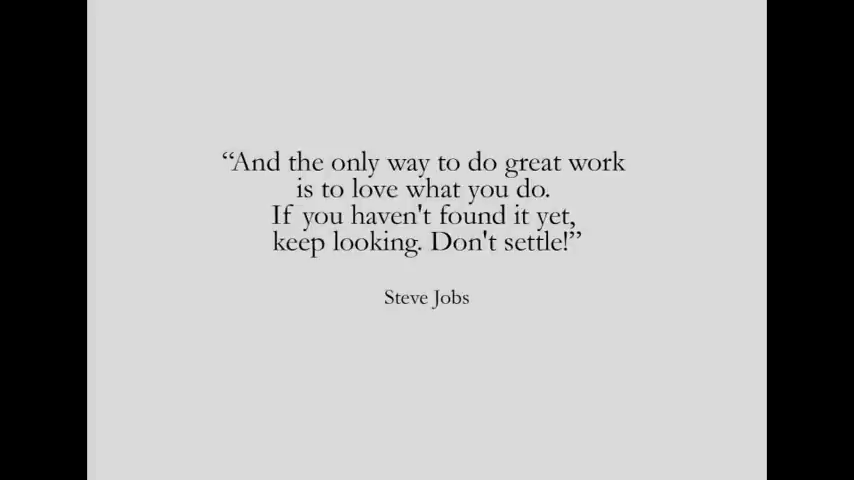 “And the only way to do great work
is to love what you do.
If you haven't found it yet,
keep looking. Don't settle!”
Steve Jobs